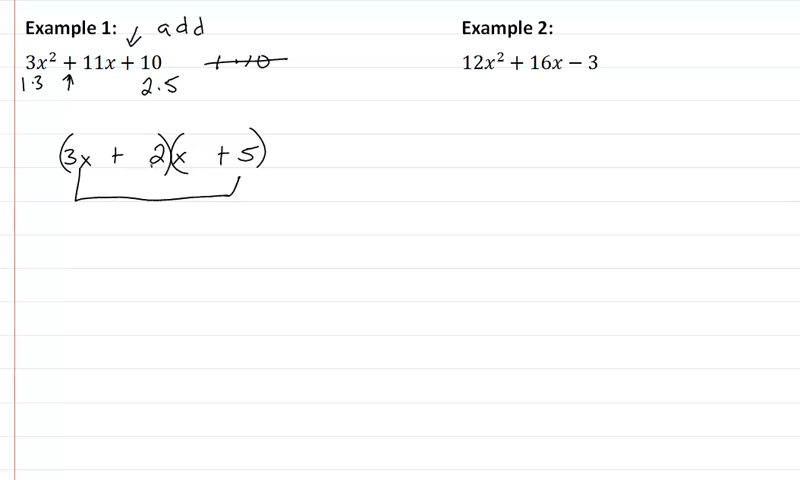 Example 1: ↓ add
3x² + 11x + 10
1·3 ↑ 2·5
(3x + 2)(x + 5)
Example 2:
12x² + 16x − 3